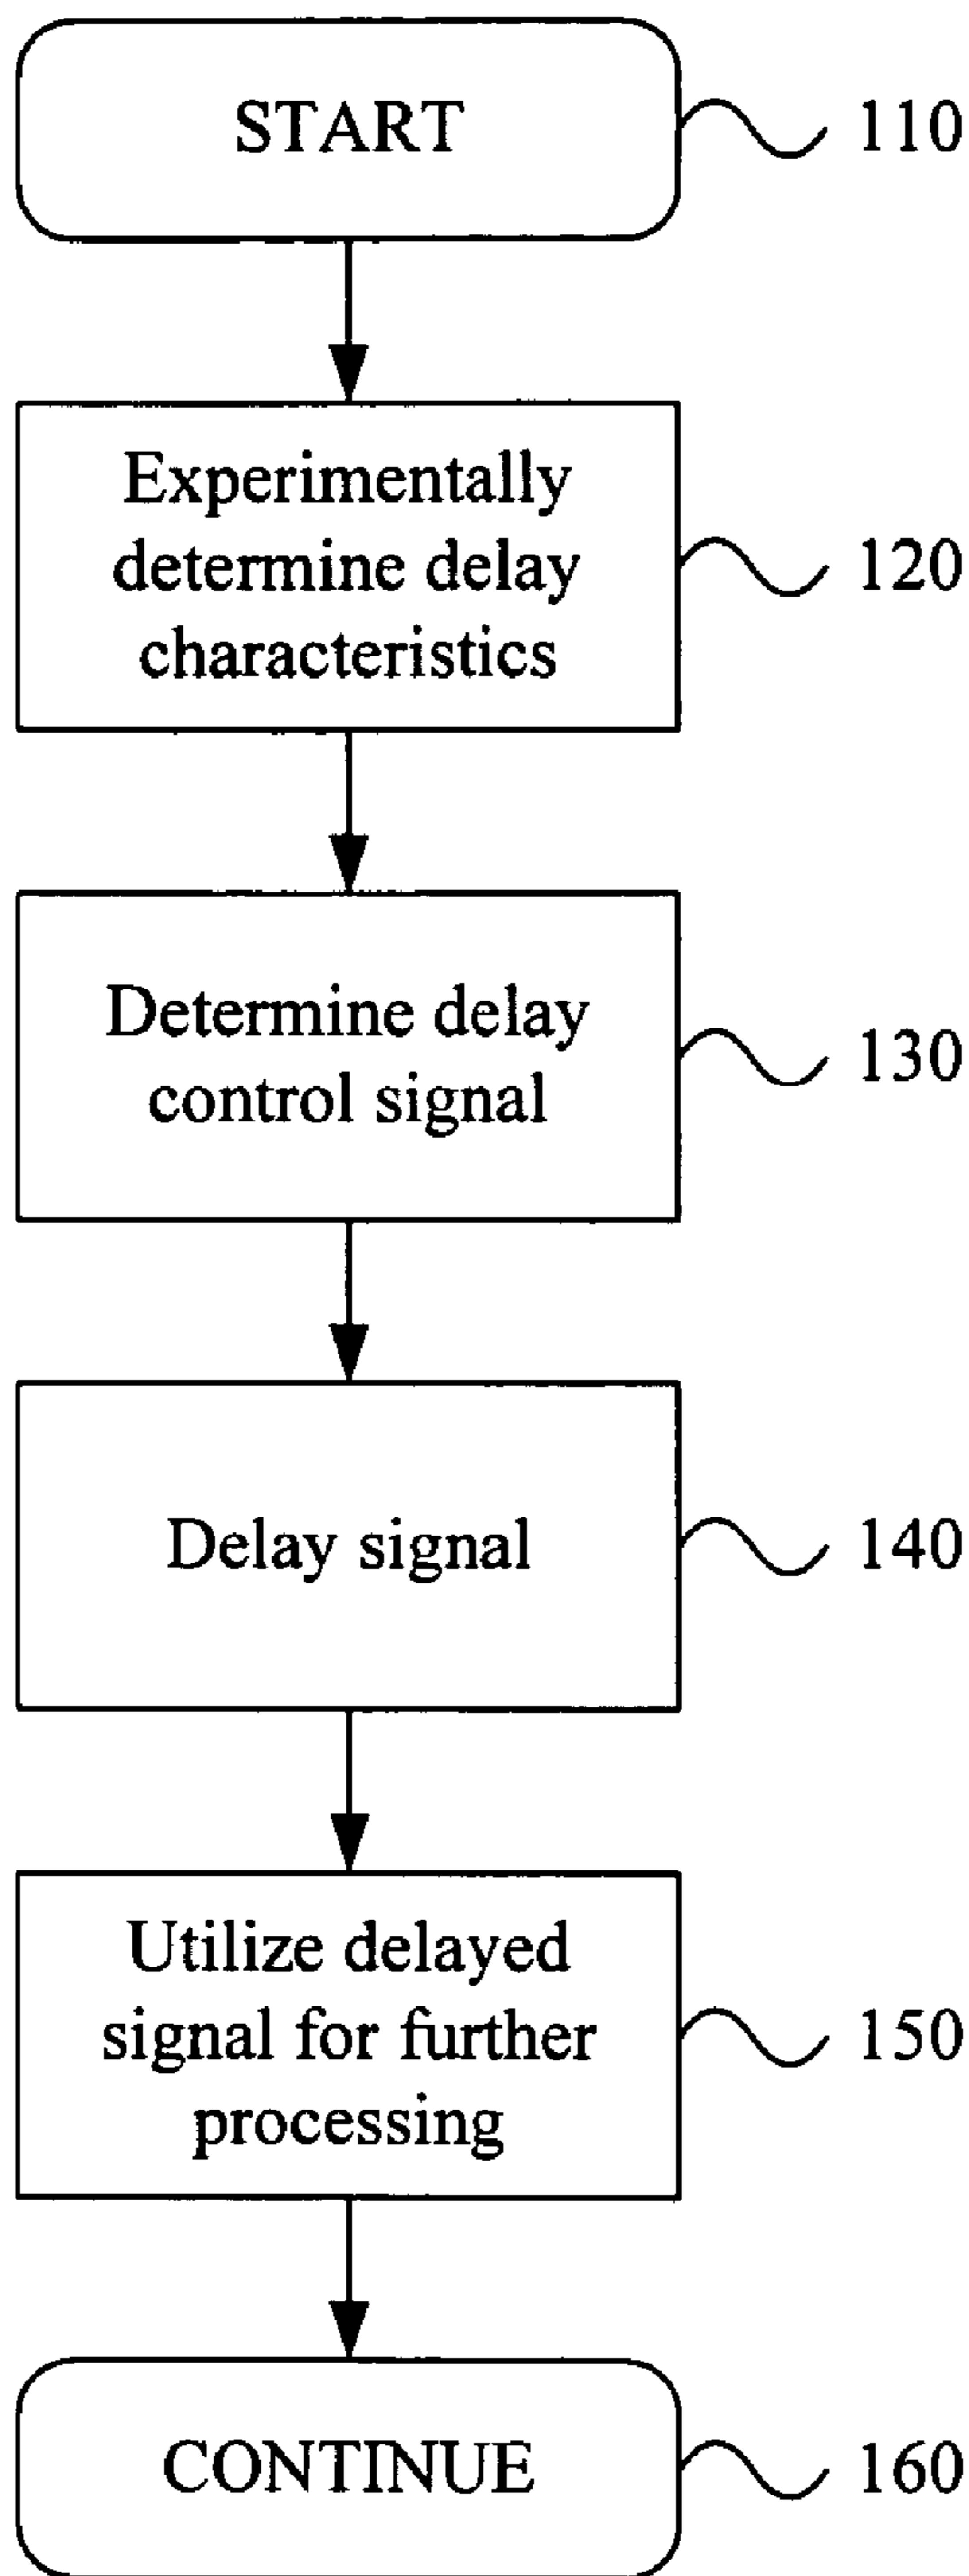 START
110
Experimentally
determine delay
characteristics
120
Determine delay
control signal
130
Delay signal
140
Utilize delayed
signal for further
processing
150
CONTINUE
160